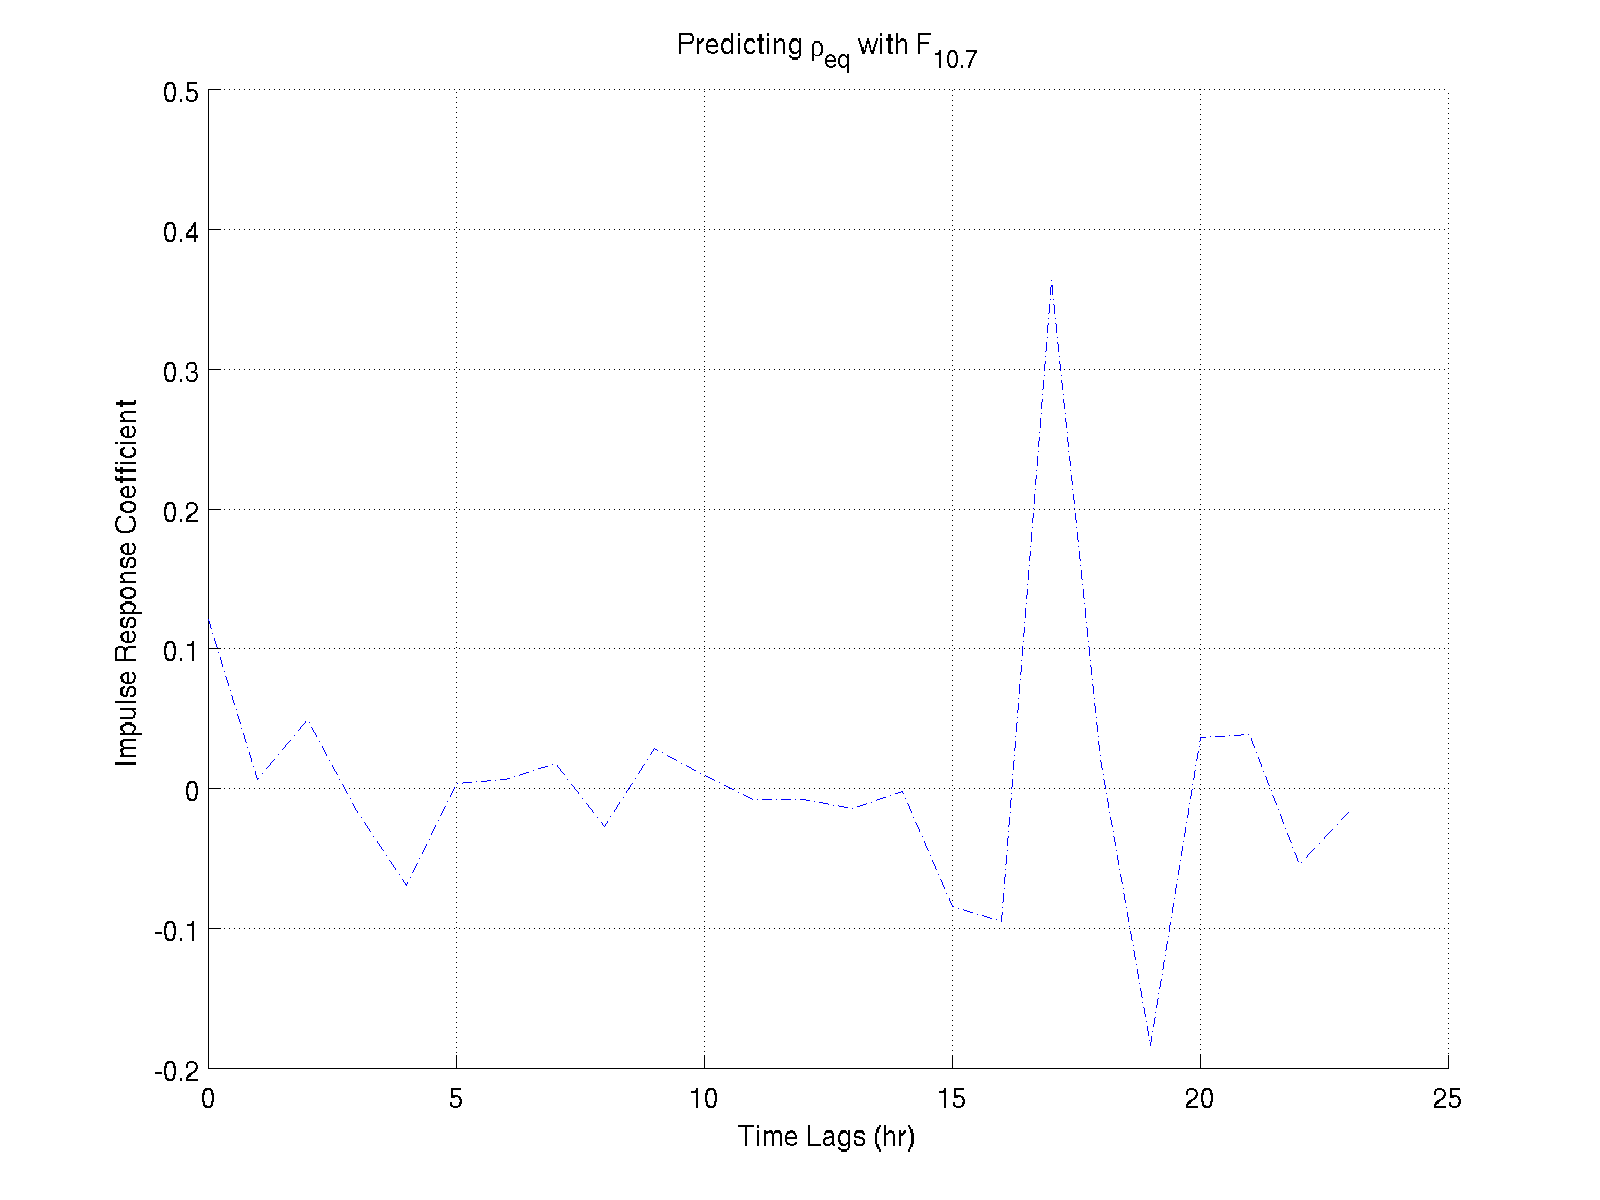 Predicting ρeq with F10.7
0.5
0.4
0.3
0.2
0.1
0
-0.1
-0.2
Impulse Response Coefficient
0 5 10 15 20 25
Time Lags (hr)